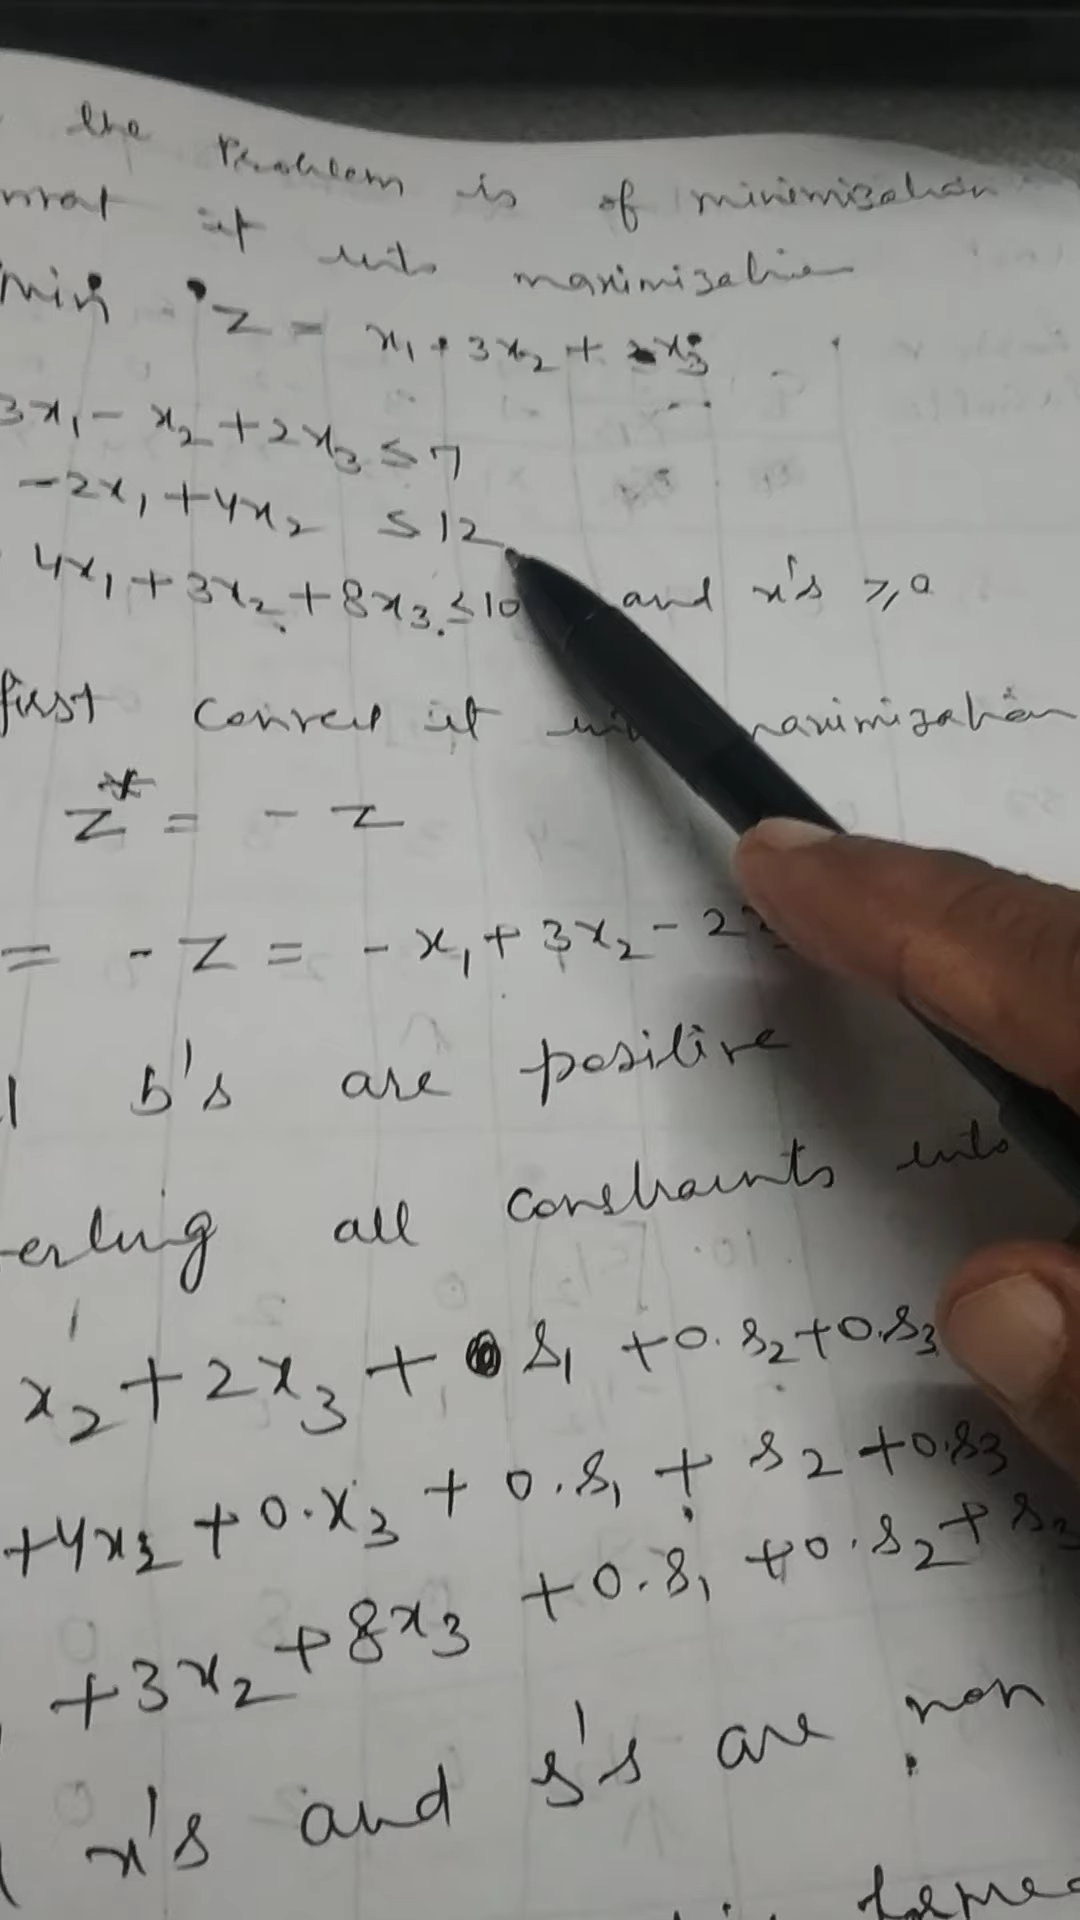 the Problem is of minimization
it into maximization
Min Z = x₁ + 3x₂ + 2x₃
3x₁ - x₂ + 2x₃ ≤ 7
-2x₁ + 4x₂ ≤ 12
4x₁ + 3x₂ + 8x₃ ≤ 10 and x's ≥ 0
first convert it maximization
Z* = - Z
= - Z = - x₁ + 3x₂ - 2
b's are positive
all constraints into
x₂ + 2x₃ + s₁ + 0.s₂ + 0.s₃
+ 4x₂ + 0.x₃ + 0.s₁ + s₂ + 0.s₃
+ 3x₂ + 8x₃ + 0.s₁ + 0.s₂ + s₃
x's and s's are non